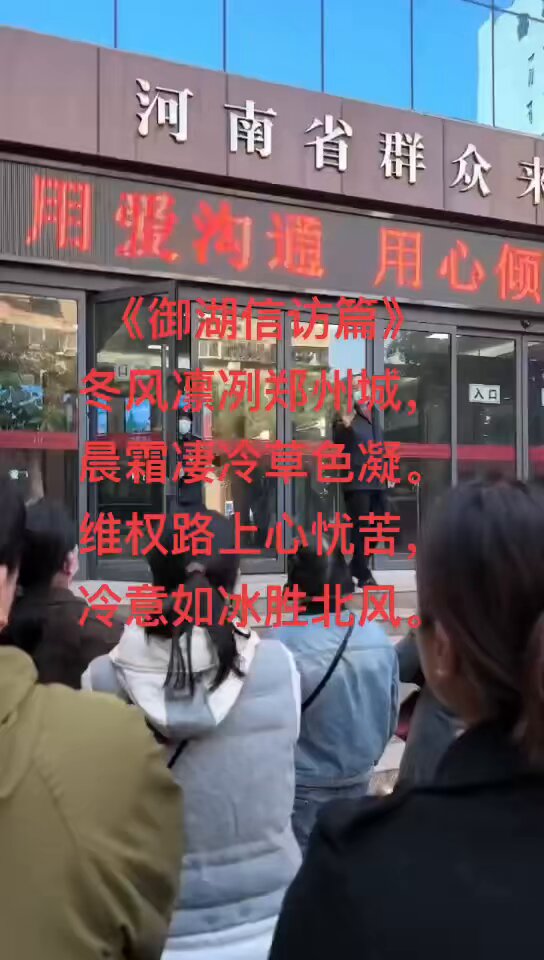 河南省群众来
用爱沟通 用心倾
《御湖信访篇》
冬风凛冽郑州城，
晨霜凄冷草色凝。
入口
维权路上心忧苦，
冷意如冰胜北风。